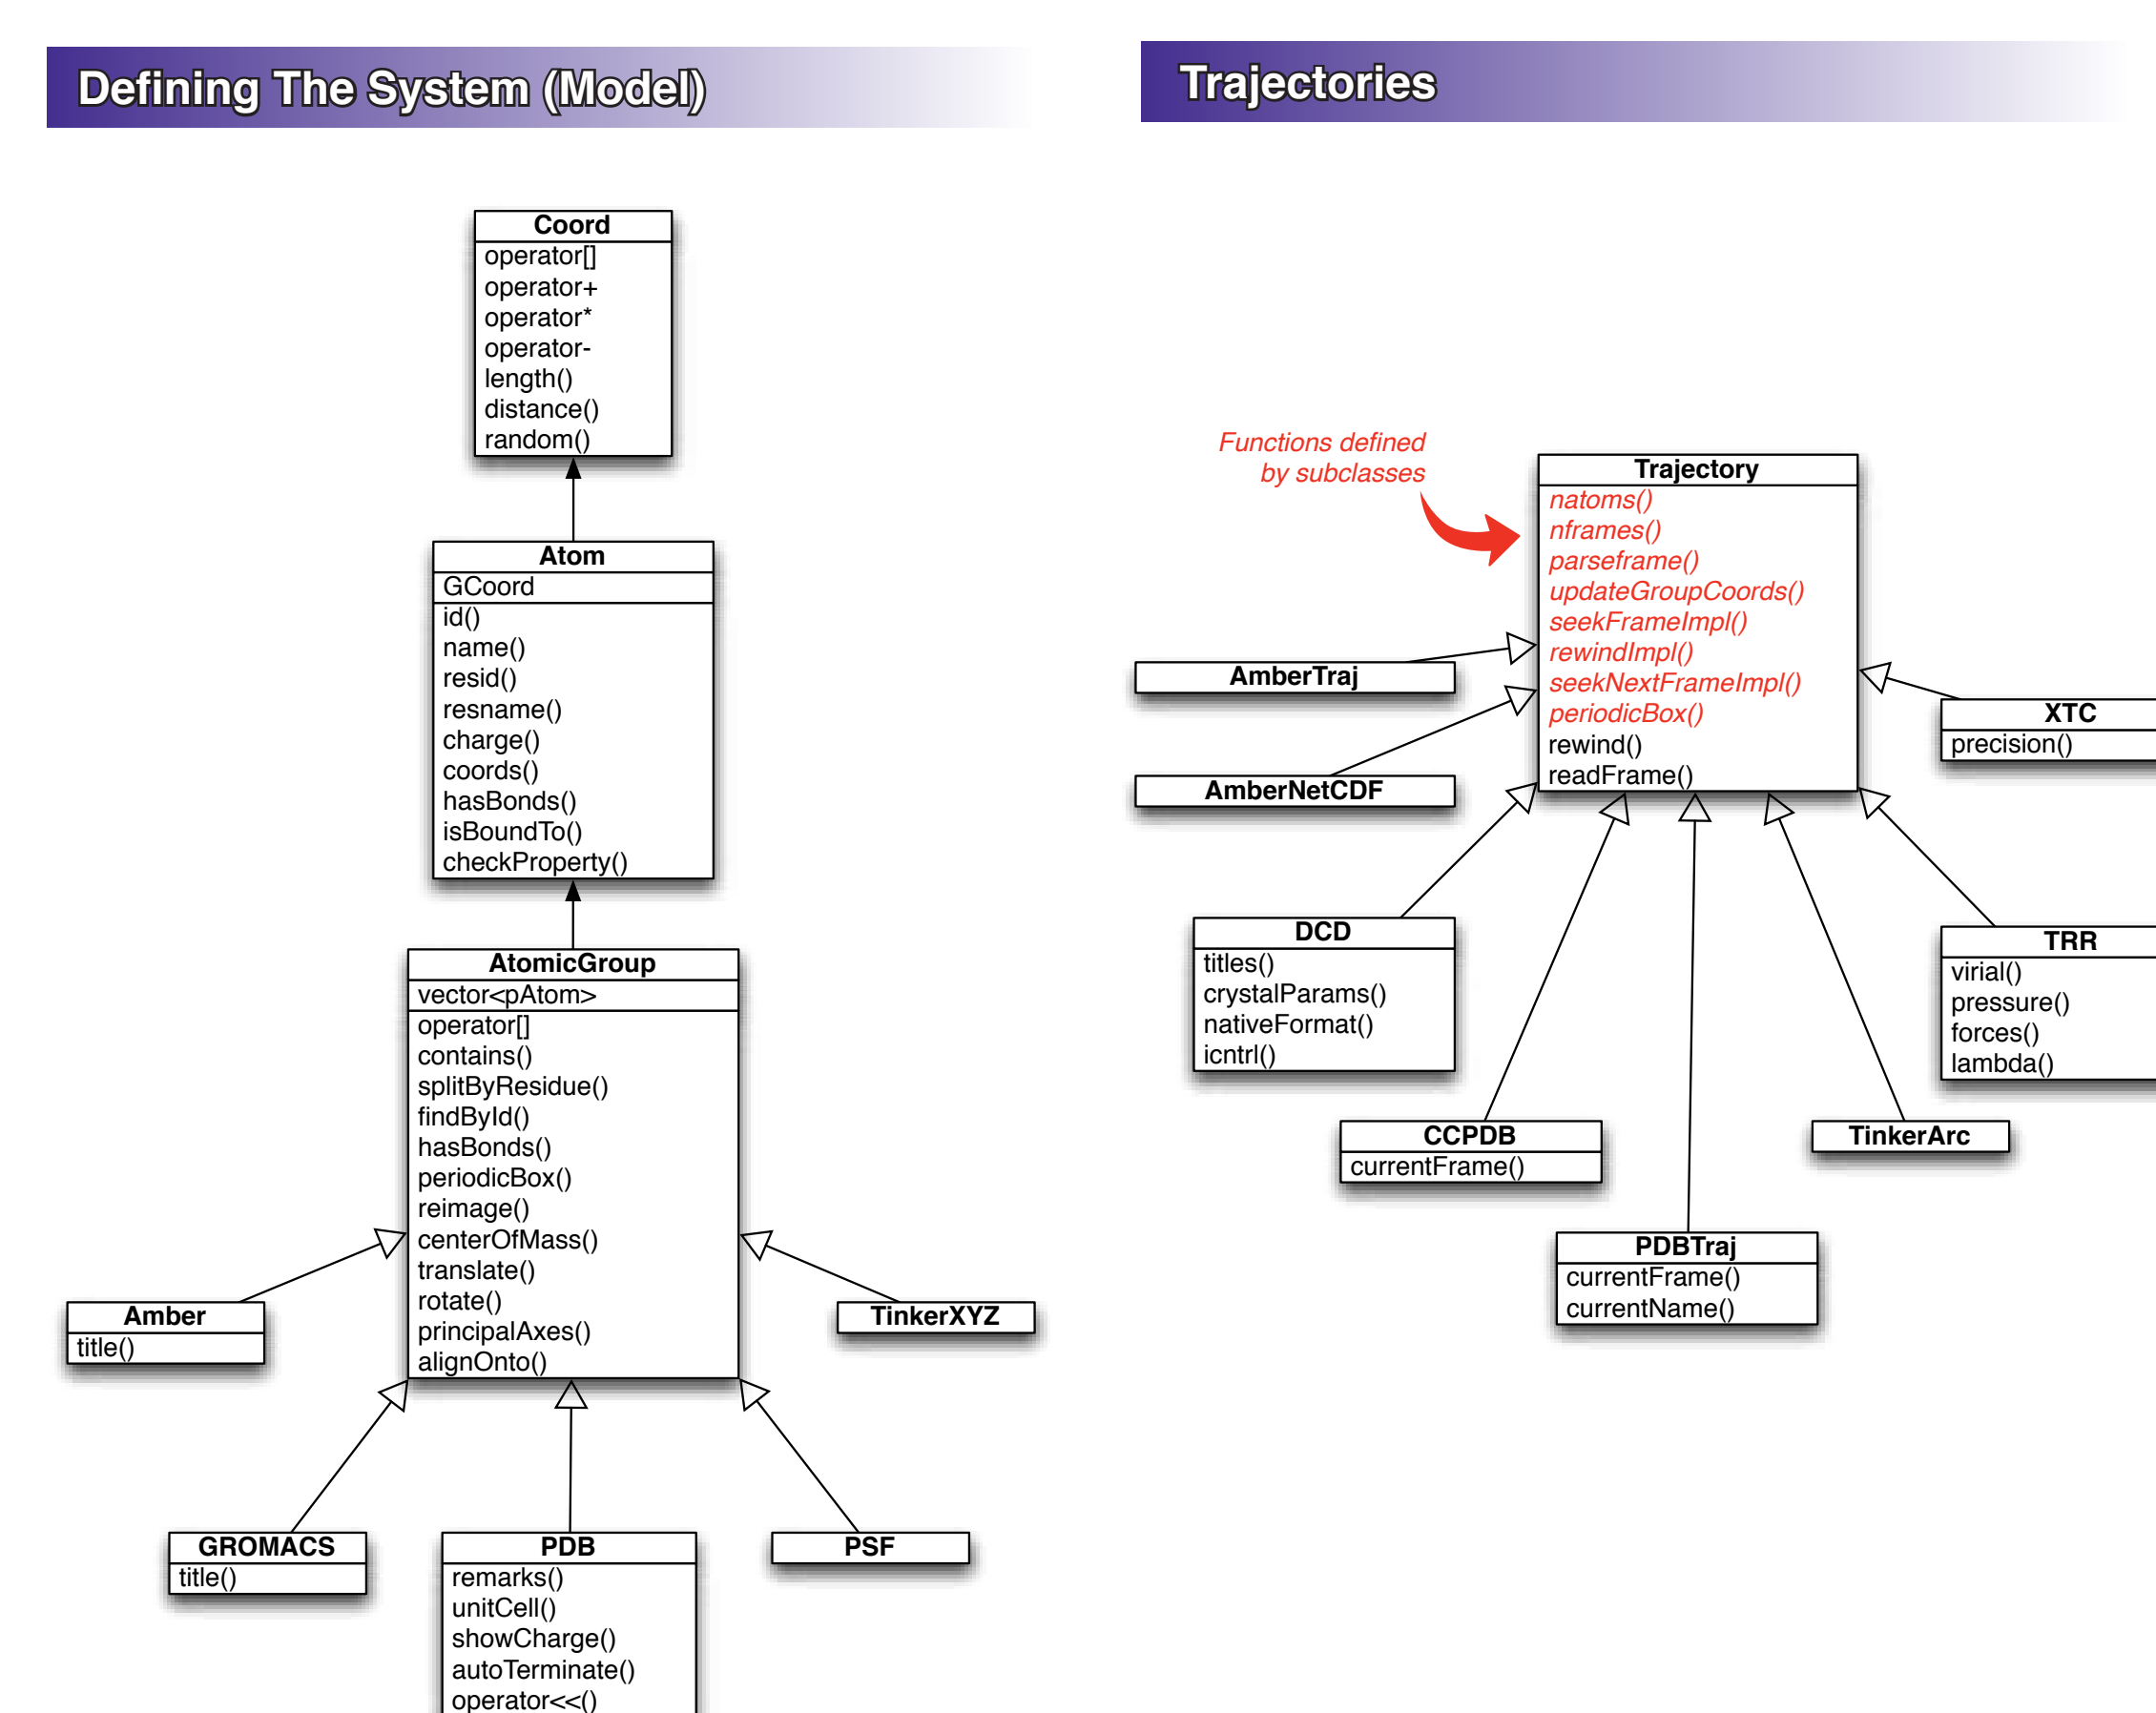 Defining The System (Model)
Coord
operator[]
operator+
operator*
operator-
length()
distance()
random()
Atom
GCoord
id()
name()
resid()
resname()
charge()
coords()
hasBonds()
isBoundTo()
checkProperty()
AtomicGroup
vector<pAtom>
operator[]
contains()
splitByResidue()
findById()
hasBonds()
periodicBox()
reimage()
centerOfMass()
translate()
rotate()
principalAxes()
alignOnto()
Amber
title()
TinkerXYZ
GROMACS
title()
PDB
remarks()
unitCell()
showCharge()
autoTerminate()
operator<<()
PSF
Trajectories
Functions defined
by subclasses
Trajectory
natoms()
nframes()
parseframe()
updateGroupCoords()
seekFrameImpl()
rewindImpl()
seekNextFrameImpl()
periodicBox()
rewind()
readFrame()
AmberTraj
AmberNetCDF
XTC
precision()
DCD
titles()
crystalParams()
nativeFormat()
icntrl()
TRR
virial()
pressure()
forces()
lambda()
CCPDB
currentFrame()
TinkerArc
PDBTraj
currentFrame()
currentName()